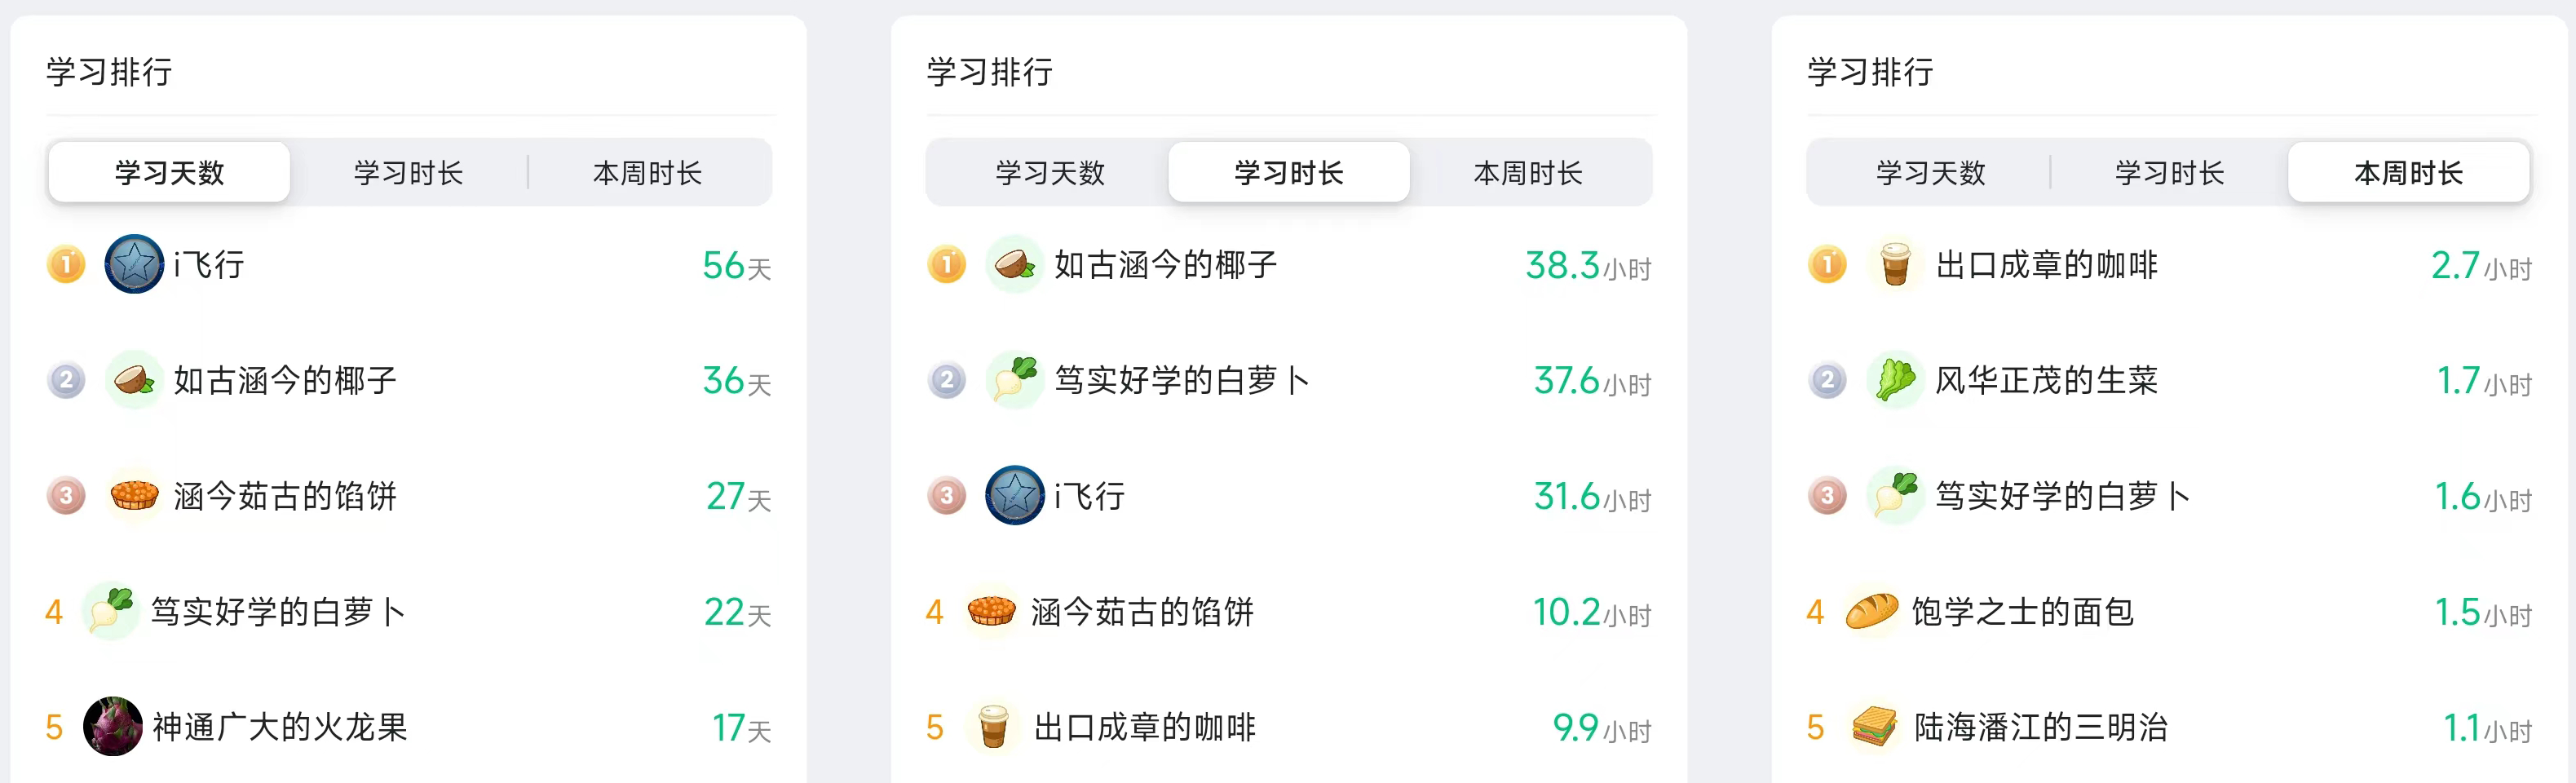 学习排行
学习天数 学习时长 本周时长
1 i飞行 56天
2 如古涵今的椰子 36天
3 涵今茹古的馅饼 27天
4 笃实好学的白萝卜 22天
5 神通广大的火龙果 17天
学习排行
学习天数 学习时长 本周时长
1 如古涵今的椰子 38.3小时
2 笃实好学的白萝卜 37.6小时
3 i飞行 31.6小时
4 涵今茹古的馅饼 10.2小时
5 出口成章的咖啡 9.9小时
学习排行
学习天数 学习时长 本周时长
1 出口成章的咖啡 2.7小时
2 风华正茂的生菜 1.7小时
3 笃实好学的白萝卜 1.6小时
4 饱学之士的面包 1.5小时
5 陆海潘江的三明治 1.1小时